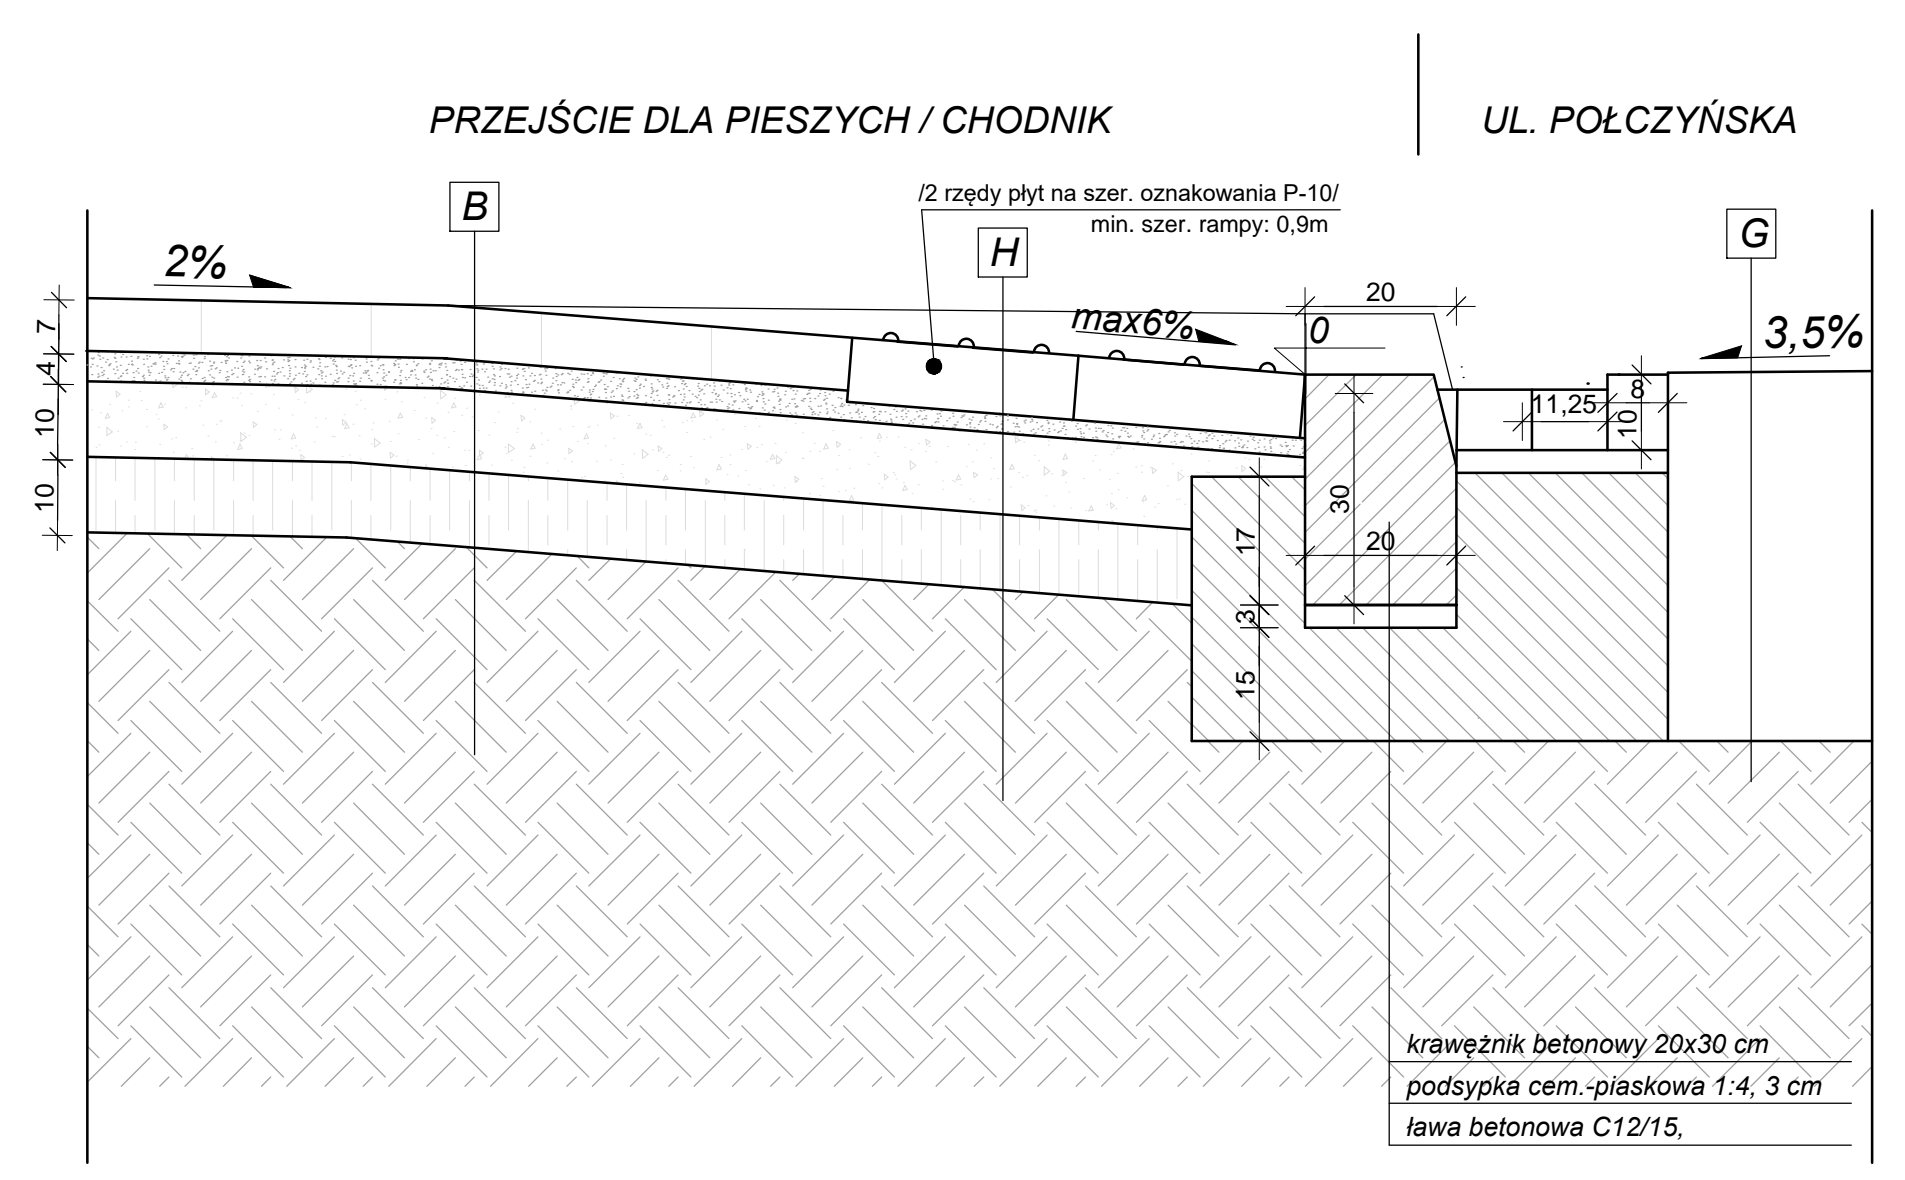 PRZEJŚCIE DLA PIESZYCH / CHODNIK
UL. POŁCZYŃSKA
B
/2 rzędy płyt na szer. oznakowania P-10/
min. szer. rampy: 0,9m
H
G
2%
max6%
20
0
3,5%
7
4
10
10
11,25
8
10
30
20
17
3
15
krawężnik betonowy 20x30 cm
podsypka cem.-piaskowa 1:4, 3 cm
ława betonowa C12/15,